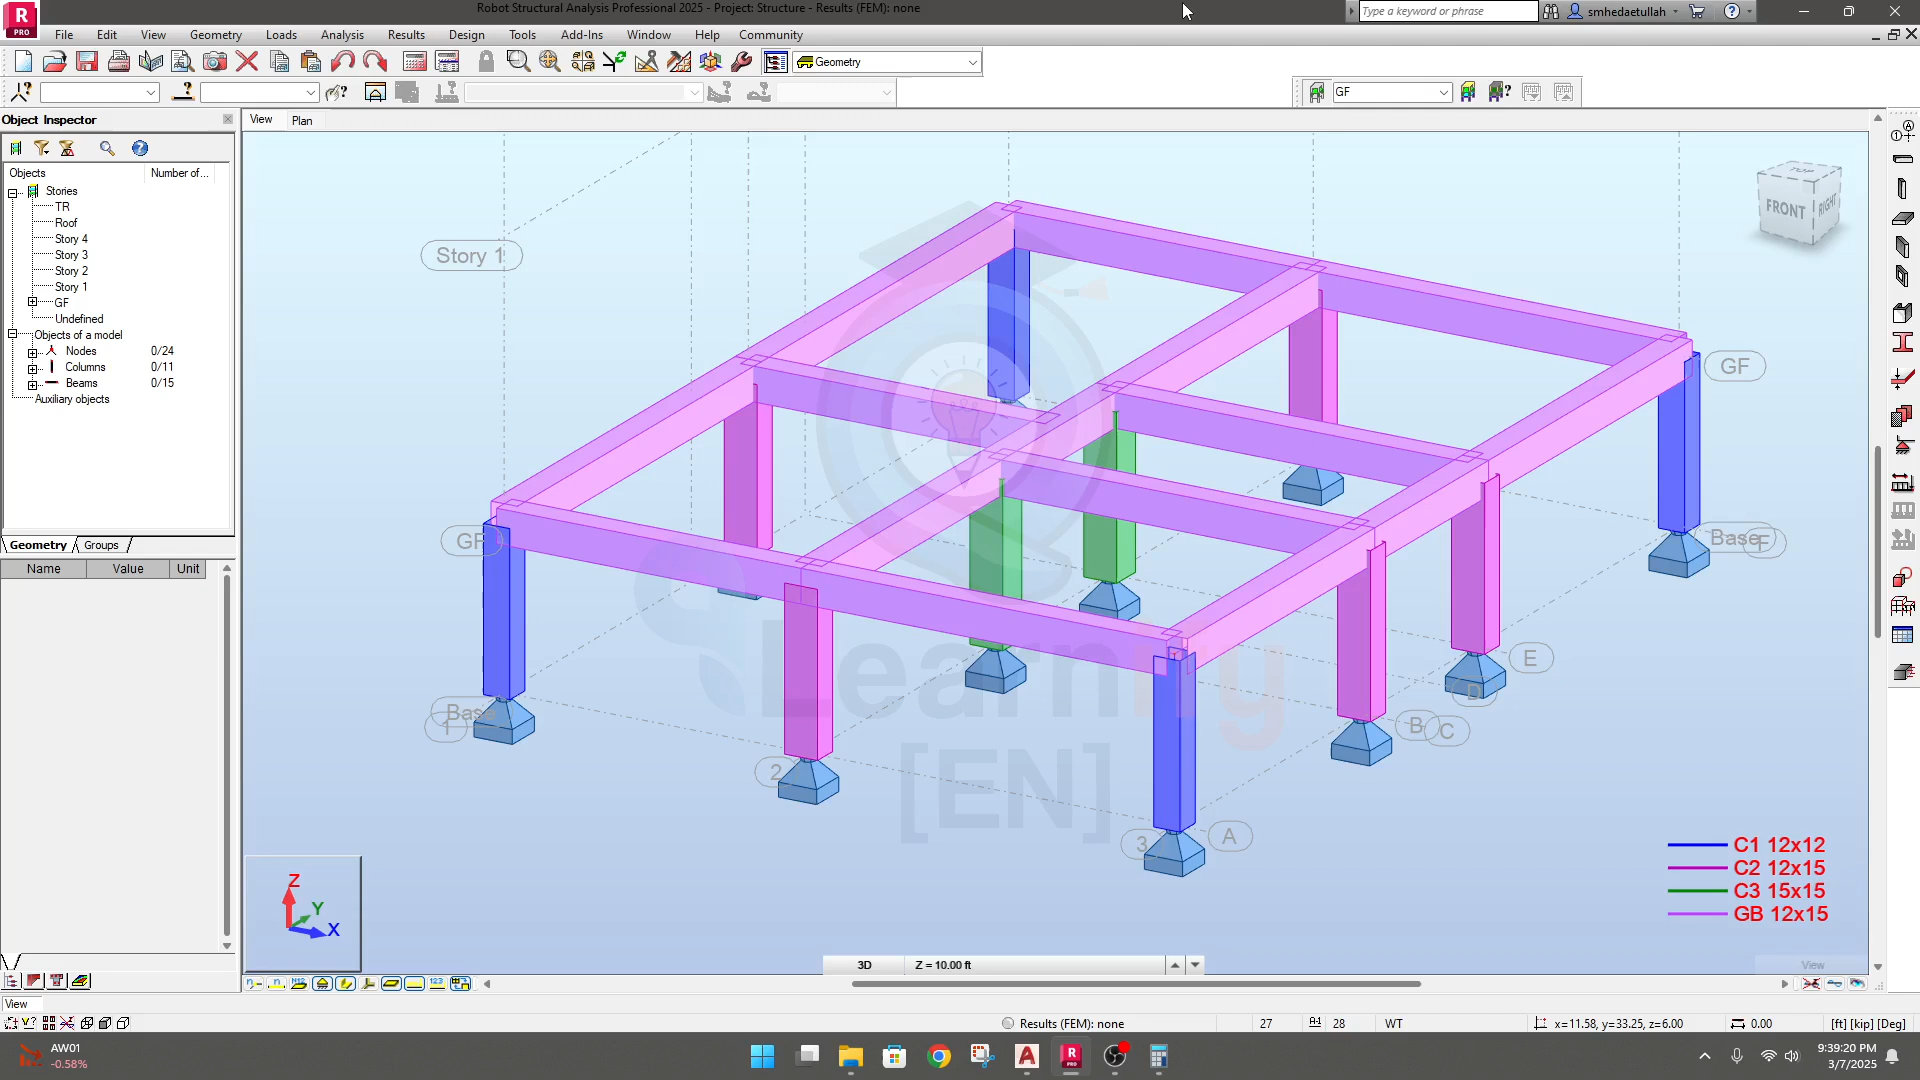 Robot Structural Analysis Professional 2025 - Project: Structure - Results (FEM): none
Type a keyword or phrase
smhedaetullah
R
PRO
File Edit View Geometry Loads Analysis Results Design Tools Add-Ins Window Help Community
Geometry
GF
Object Inspector
View Plan
Objects Number of...
Stories
TR
Roof
Story 4
Story 3
Story 2
Story 1
GF
Undefined
Objects of a model
Nodes 0/24
Columns 0/11
Beams 0/15
Auxiliary objects
Geometry Groups
Name Value Unit
TOP
FRONT RIGHT
Story 1
GF
GF
Base
F
E
D
Base
1
B C
2
3 A
Learnry
[EN]
C1 12x12
C2 12x15
C3 15x15
GB 12x15
Z
Y
X
3D Z = 10.00 ft
View
View
Results (FEM): none 27 28 WT x=11.58, y=33.25, z=6.00 0.00 [ft] [kip] [Deg]
AW01
-0.58%
9:39:20 PM
3/7/2025